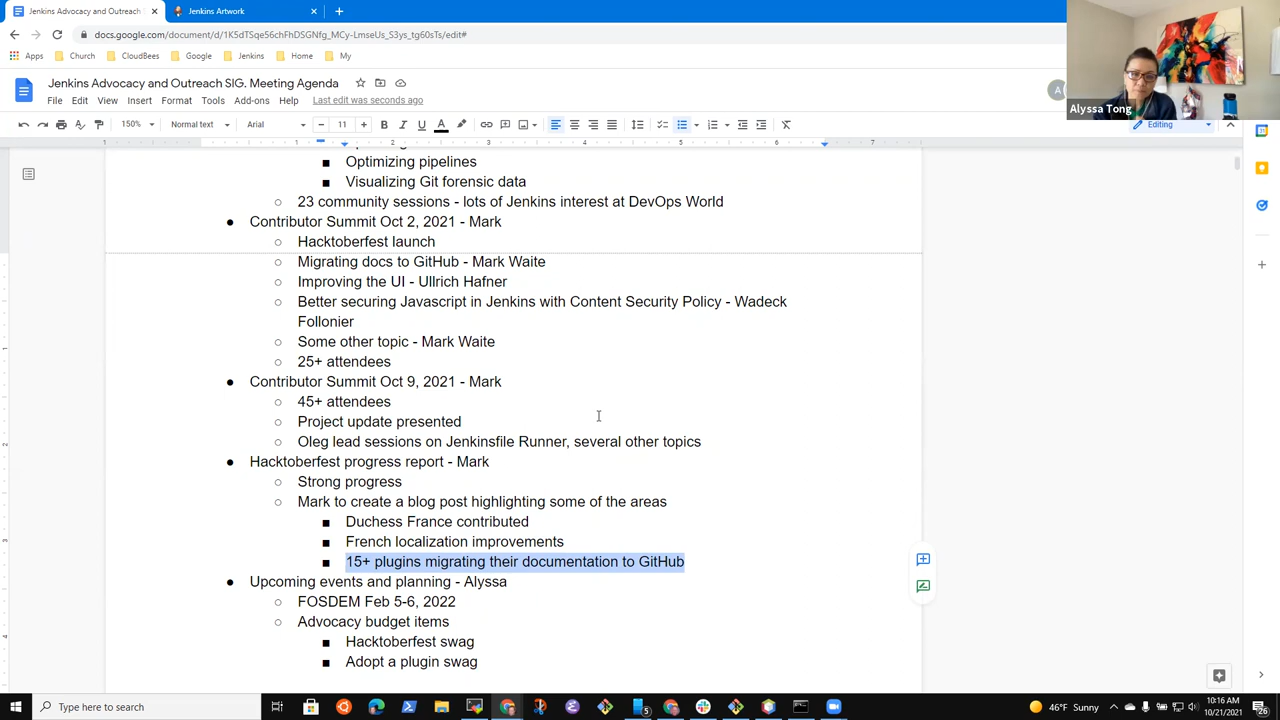 Jenkins Advocacy and Outreach S
Jenkins Artwork
docs.google.com/document/d/1K5dTSqe56chFhDSGNfg_MCy-LmseUs_S3ys_tg60sTs/edit#
Apps Church CloudBees Google Jenkins Home My
Jenkins Advocacy and Outreach SIG. Meeting Agenda
File Edit View Insert Format Tools Add-ons Help Last edit was seconds ago
A
Alyssa Tong
150% Normal text Arial 11 Editing
1 1 2 3 4 5 6 7
■ Optimizing pipelines
■ Visualizing Git forensic data
○ 23 community sessions - lots of Jenkins interest at DevOps World
● Contributor Summit Oct 2, 2021 - Mark
○ Hacktoberfest launch
○ Migrating docs to GitHub - Mark Waite
○ Improving the UI - Ullrich Hafner
○ Better securing Javascript in Jenkins with Content Security Policy - Wadeck
Follonier
○ Some other topic - Mark Waite
○ 25+ attendees
● Contributor Summit Oct 9, 2021 - Mark
○ 45+ attendees
○ Project update presented
○ Oleg lead sessions on Jenkinsfile Runner, several other topics
● Hacktoberfest progress report - Mark
○ Strong progress
○ Mark to create a blog post highlighting some of the areas
■ Duchess France contributed
■ French localization improvements
■ 15+ plugins migrating their documentation to GitHub
● Upcoming events and planning - Alyssa
○ FOSDEM Feb 5-6, 2022
○ Advocacy budget items
■ Hacktoberfest swag
■ Adopt a plugin swag
Type here to search
46°F Sunny
10:16 AM
10/21/2021